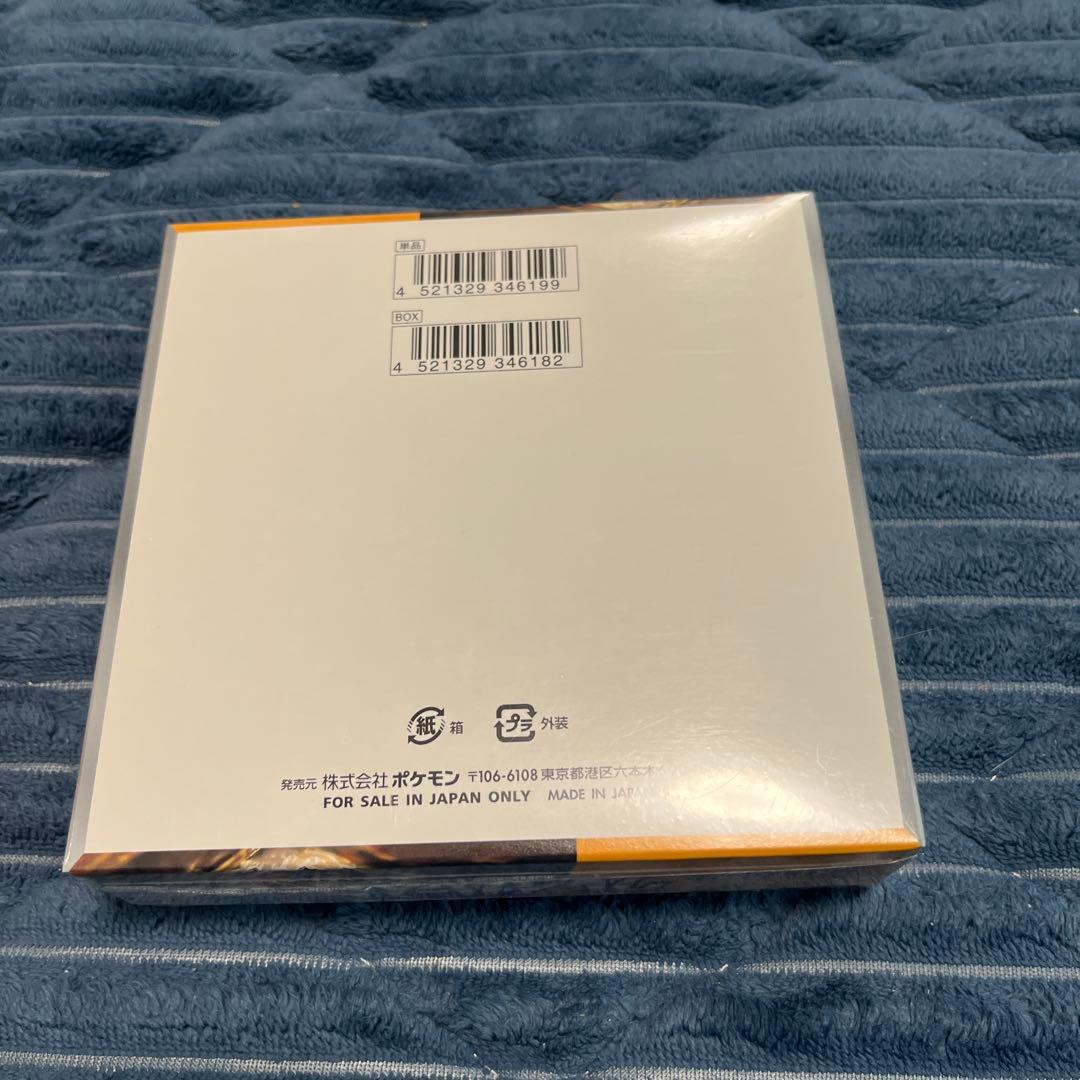 単品
4 521329 346199
BOX
4 521329 346182
紙 箱 プラ 外装
発売元 株式会社 ポケモン 〒106-6108 東京都港区六本木
FOR SALE IN JAPAN ONLY MADE IN JAPAN